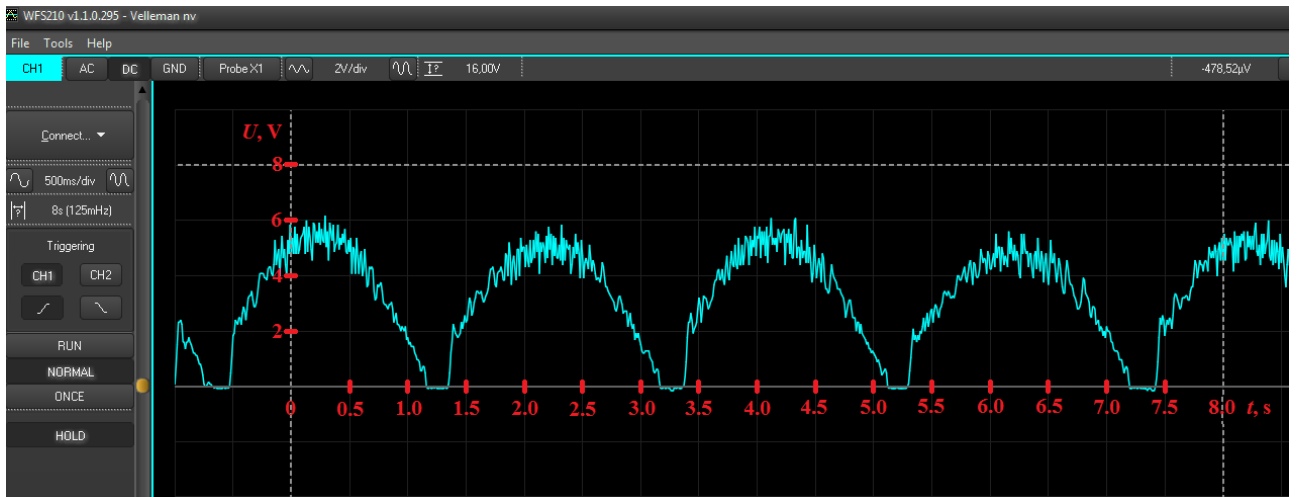 WFS210 v1.1.0.295 - Velleman nv
File Tools Help
CH1 AC DC GND Probe X1 2V/div 16,00V -478,52µV
Connect...
500ms/div
8s (125mHz)
Triggering
CH1 CH2
RUN
NORMAL
ONCE
HOLD
U, V
8
6
4
2
0 0.5 1.0 1.5 2.0 2.5 3.0 3.5 4.0 4.5 5.0 5.5 6.0 6.5 7.0 7.5 8.0 t, s